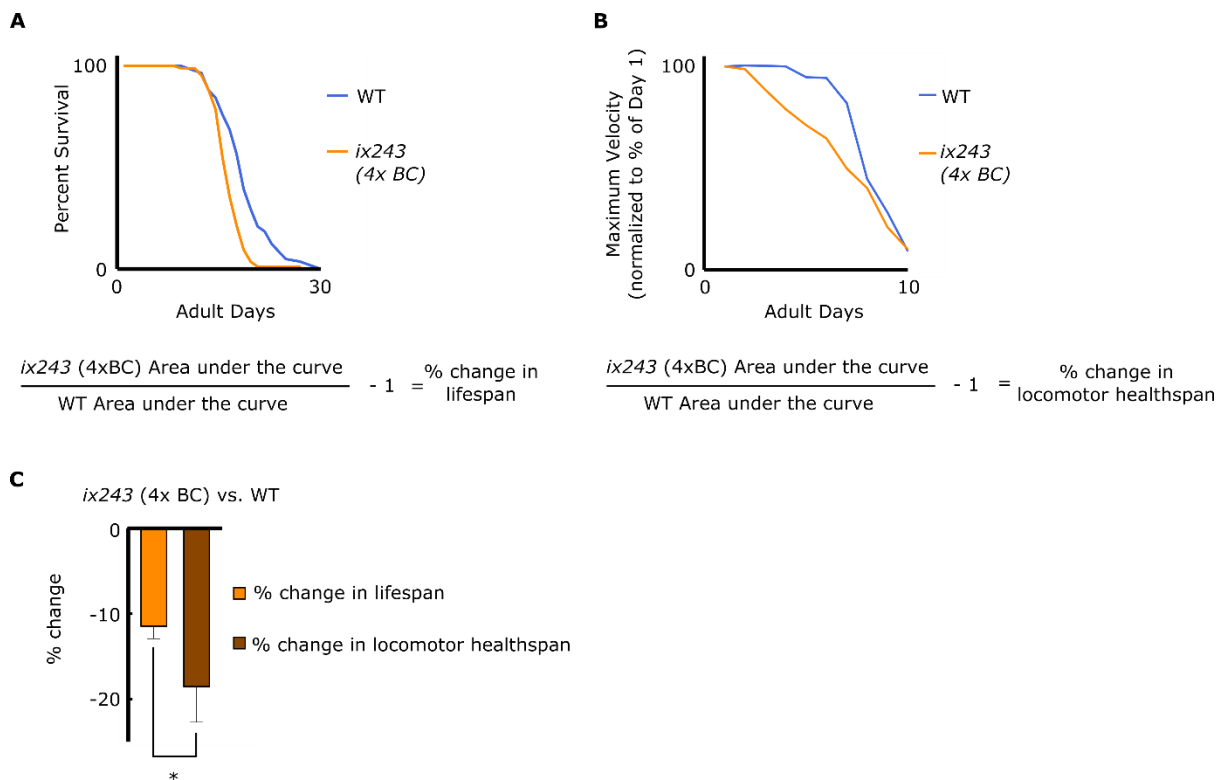 A
100
Percent Survival
0
0
30
Adult Days
WT
ix243
(4x BC)
ix243 (4xBC) Area under the curve
WT Area under the curve
- 1
=
% change in
lifespan
B
100
Maximum Velocity
(normalized to % of Day 1)
0
0
10
Adult Days
WT
ix243
(4x BC)
ix243 (4xBC) Area under the curve
WT Area under the curve
- 1
=
% change in
locomotor healthspan
C
ix243 (4x BC) vs. WT
0
-10
-20
% change
% change in lifespan
% change in locomotor healthspan
*